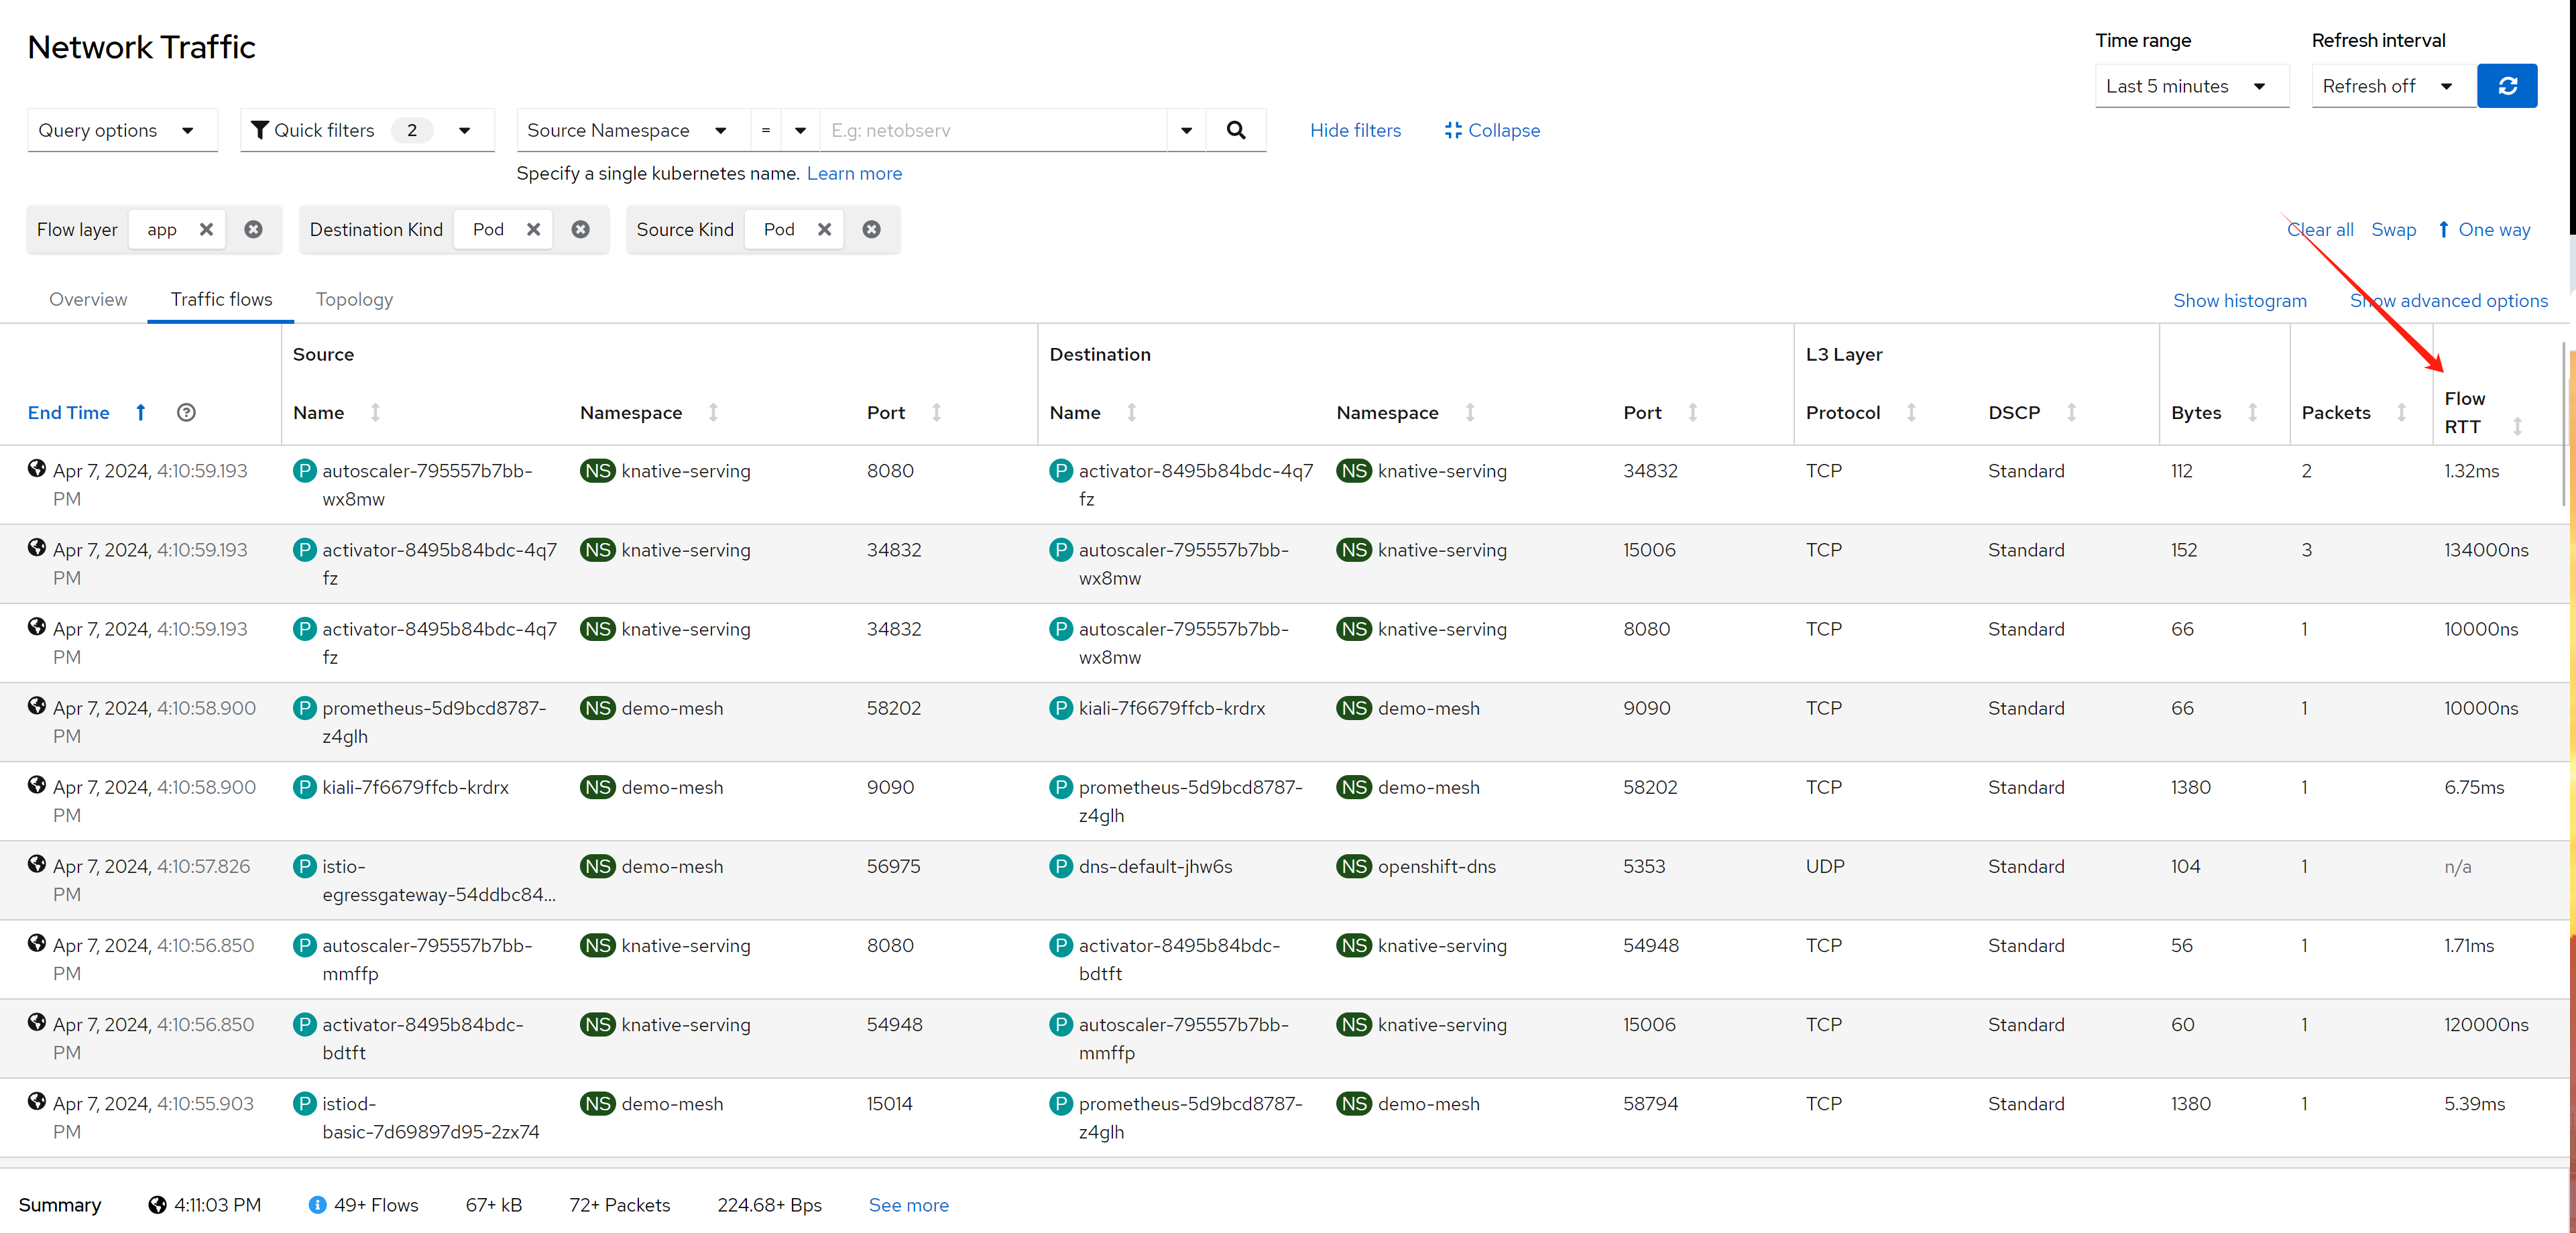 Network Traffic
Time range
Refresh interval
Last 5 minutes
Refresh off
Query options
Quick filters 2
Source Namespace
=
E.g: netobserv
Hide filters
Collapse
Specify a single kubernetes name. Learn more
Flow layer app
Destination Kind Pod
Source Kind Pod
Clear all Swap One way
Overview Traffic flows Topology
Show histogram Show advanced options
Source Destination L3 Layer
End Time Name Namespace Port Name Namespace Port Protocol DSCP Bytes Packets Flow
RTT
Apr 7, 2024, 4:10:59.193 P autoscaler-795557b7bb- NS knative-serving 8080 P activator-8495b84bdc-4q7 NS knative-serving 34832 TCP Standard 112 2 1.32ms
PM wx8mw fz
Apr 7, 2024, 4:10:59.193 P activator-8495b84bdc-4q7 NS knative-serving 34832 P autoscaler-795557b7bb- NS knative-serving 15006 TCP Standard 152 3 134000ns
PM fz wx8mw
Apr 7, 2024, 4:10:59.193 P activator-8495b84bdc-4q7 NS knative-serving 34832 P autoscaler-795557b7bb- NS knative-serving 8080 TCP Standard 66 1 10000ns
PM fz wx8mw
Apr 7, 2024, 4:10:58.900 P prometheus-5d9bcd8787- NS demo-mesh 58202 P kiali-7f6679ffcb-krdrx NS demo-mesh 9090 TCP Standard 66 1 10000ns
PM z4glh
Apr 7, 2024, 4:10:58.900 P kiali-7f6679ffcb-krdrx NS demo-mesh 9090 P prometheus-5d9bcd8787- NS demo-mesh 58202 TCP Standard 1380 1 6.75ms
PM z4glh
Apr 7, 2024, 4:10:57.826 P istio- NS demo-mesh 56975 P dns-default-jhw6s NS openshift-dns 5353 UDP Standard 104 1 n/a
PM egressgateway-54ddbc84...
Apr 7, 2024, 4:10:56.850 P autoscaler-795557b7bb- NS knative-serving 8080 P activator-8495b84bdc- NS knative-serving 54948 TCP Standard 56 1 1.71ms
PM mmffp bdtft
Apr 7, 2024, 4:10:56.850 P activator-8495b84bdc- NS knative-serving 54948 P autoscaler-795557b7bb- NS knative-serving 15006 TCP Standard 60 1 120000ns
PM bdtft mmffp
Apr 7, 2024, 4:10:55.903 P istiod- NS demo-mesh 15014 P prometheus-5d9bcd8787- NS demo-mesh 58794 TCP Standard 1380 1 5.39ms
PM basic-7d69897d95-2zx74 z4glh
Summary 4:11:03 PM 49+ Flows 67+ kB 72+ Packets 224.68+ Bps See more